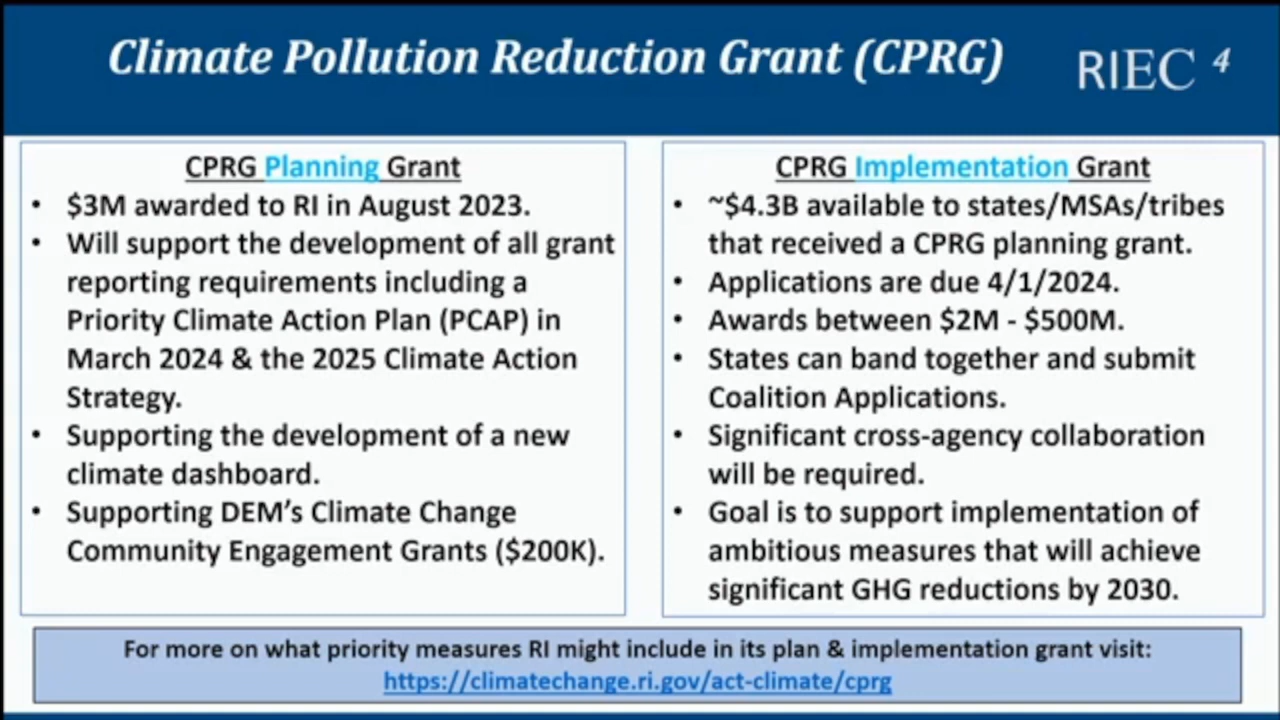 Climate Pollution Reduction Grant (CPRG)
RIEC 4
CPRG Planning Grant
• $3M awarded to RI in August 2023.
• Will support the development of all grant
reporting requirements including a
Priority Climate Action Plan (PCAP) in
March 2024 & the 2025 Climate Action
Strategy.
• Supporting the development of a new
climate dashboard.
• Supporting DEM’s Climate Change
Community Engagement Grants ($200K).
CPRG Implementation Grant
• ~$4.3B available to states/MSAs/tribes
that received a CPRG planning grant.
• Applications are due 4/1/2024.
• Awards between $2M - $500M.
• States can band together and submit
Coalition Applications.
• Significant cross-agency collaboration
will be required.
• Goal is to support implementation of
ambitious measures that will achieve
significant GHG reductions by 2030.
For more on what priority measures RI might include in its plan & implementation grant visit:
https://climatechange.ri.gov/act-climate/cprg